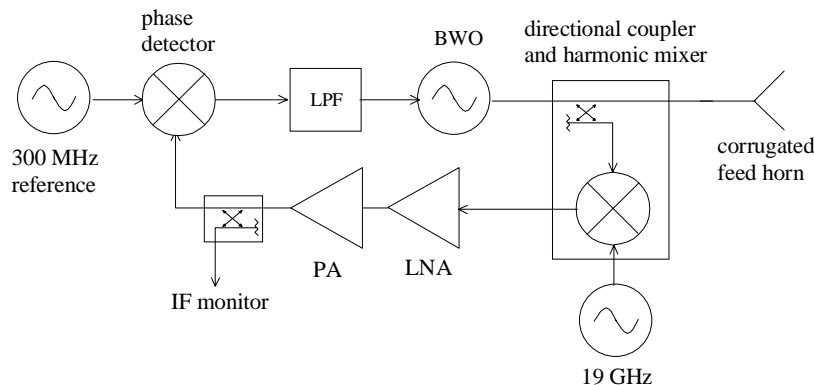 phase
detector
BWO
directional coupler
and harmonic mixer
LPF
300 MHz
reference
corrugated
feed horn
PA
LNA
IF monitor
19 GHz